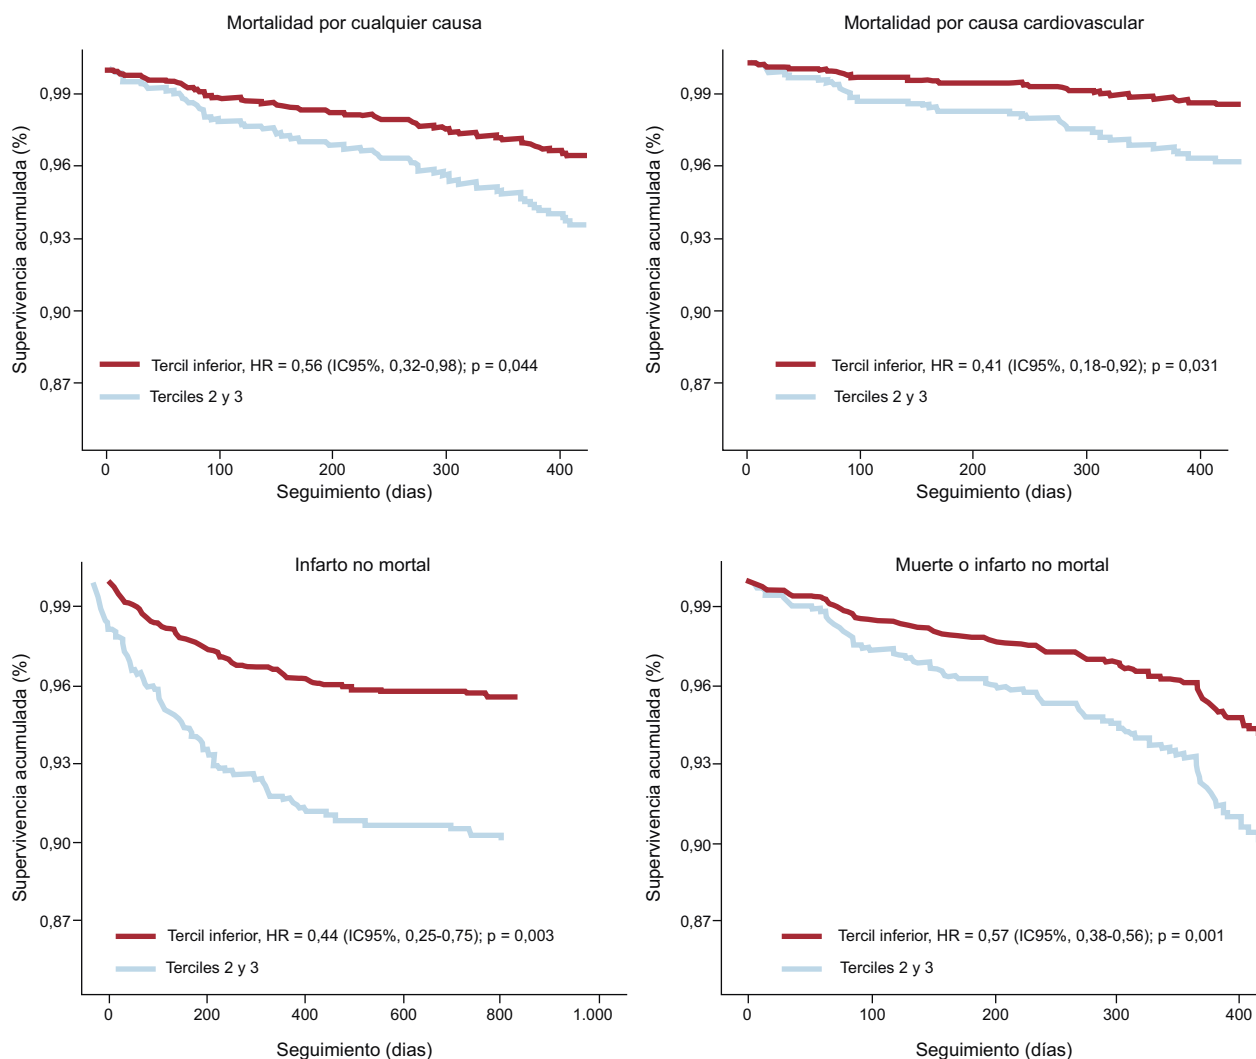 Mortalidad por cualquier causa
Supervivencia acumulada (%)
0,99
0,96
0,93
0,90
0,87
Tercil inferior, HR = 0,56 (IC95%, 0,32-0,98); p = 0,044
Terciles 2 y 3
0 100 200 300 400
Seguimiento (dias)
Mortalidad por causa cardiovascular
Supervivencia acumulada (%)
0,99
0,96
0,93
0,90
0,87
Tercil inferior, HR = 0,41 (IC95%, 0,18-0,92); p = 0,031
Terciles 2 y 3
0 100 200 300 400
Seguimiento (dias)
Infarto no mortal
Supervivencia acumulada (%)
0,99
0,96
0,93
0,90
0,87
Tercil inferior, HR = 0,44 (IC95%, 0,25-0,75); p = 0,003
Terciles 2 y 3
0 200 400 600 800 1.000
Seguimiento (días)
Muerte o infarto no mortal
Supervivencia acumulada (%)
0,99
0,96
0,93
0,90
0,87
Tercil inferior, HR = 0,57 (IC95%, 0,38-0,56); p = 0,001
Terciles 2 y 3
0 100 200 300 400
Seguimiento (días)